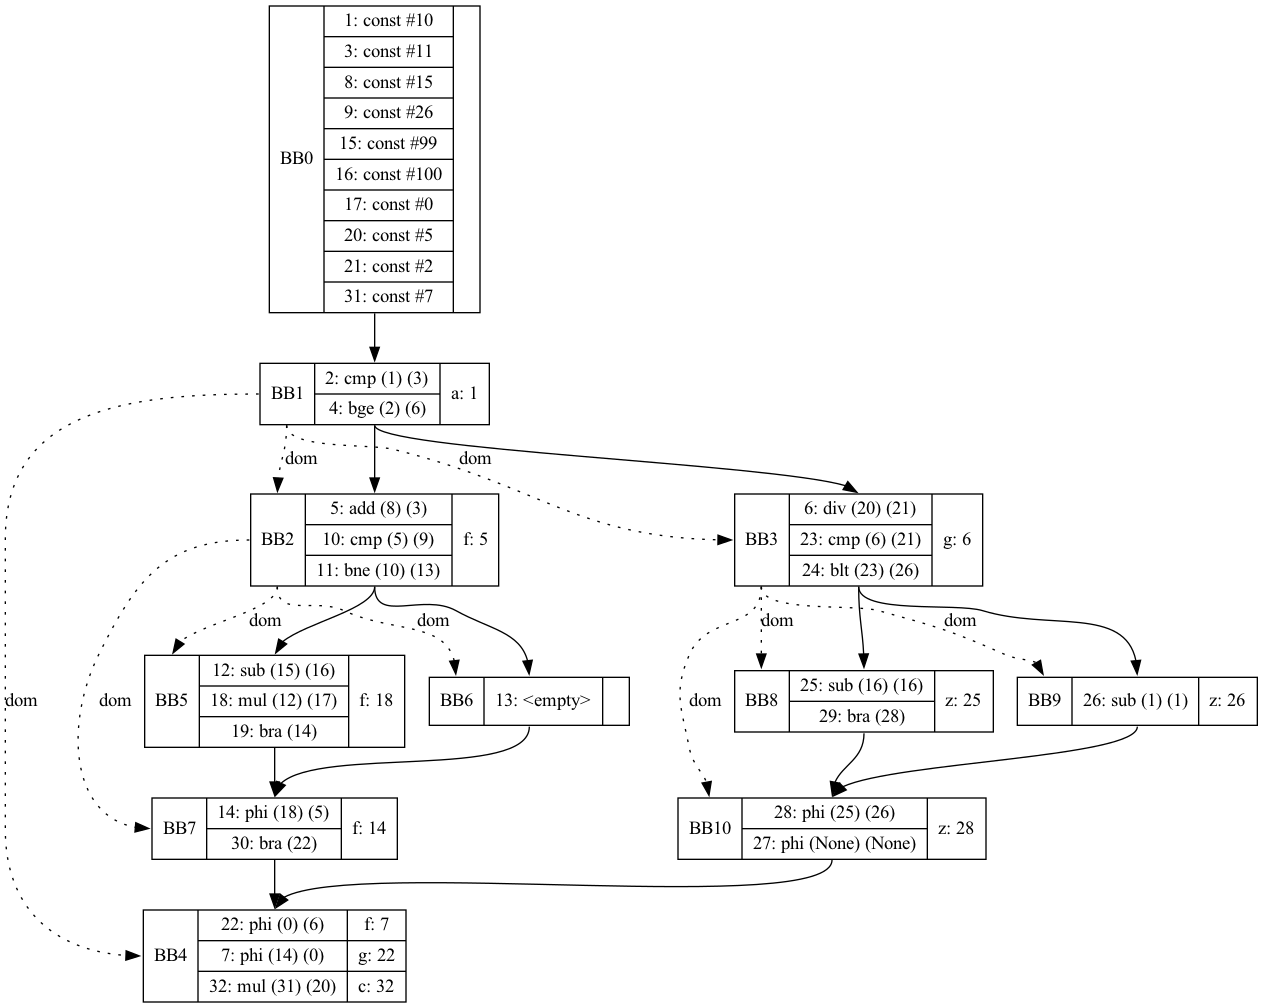 BB0
1: const #10
3: const #11
8: const #15
9: const #26
15: const #99
16: const #100
17: const #0
20: const #5
21: const #2
31: const #7
BB1
2: cmp (1) (3)
4: bge (2) (6)
a: 1
dom
dom
BB2
5: add (8) (3)
10: cmp (5) (9)
11: bne (10) (13)
f: 5
BB3
6: div (20) (21)
23: cmp (6) (21)
24: blt (23) (26)
g: 6
dom
dom
dom
dom
BB5
12: sub (15) (16)
18: mul (12) (17)
19: bra (14)
f: 18
BB6
13: <empty>
BB8
25: sub (16) (16)
29: bra (28)
z: 25
BB9
26: sub (1) (1)
z: 26
dom
dom
dom
BB7
14: phi (18) (5)
30: bra (22)
f: 14
BB10
28: phi (25) (26)
27: phi (None) (None)
z: 28
BB4
22: phi (0) (6)
7: phi (14) (0)
32: mul (31) (20)
f: 7
g: 22
c: 32